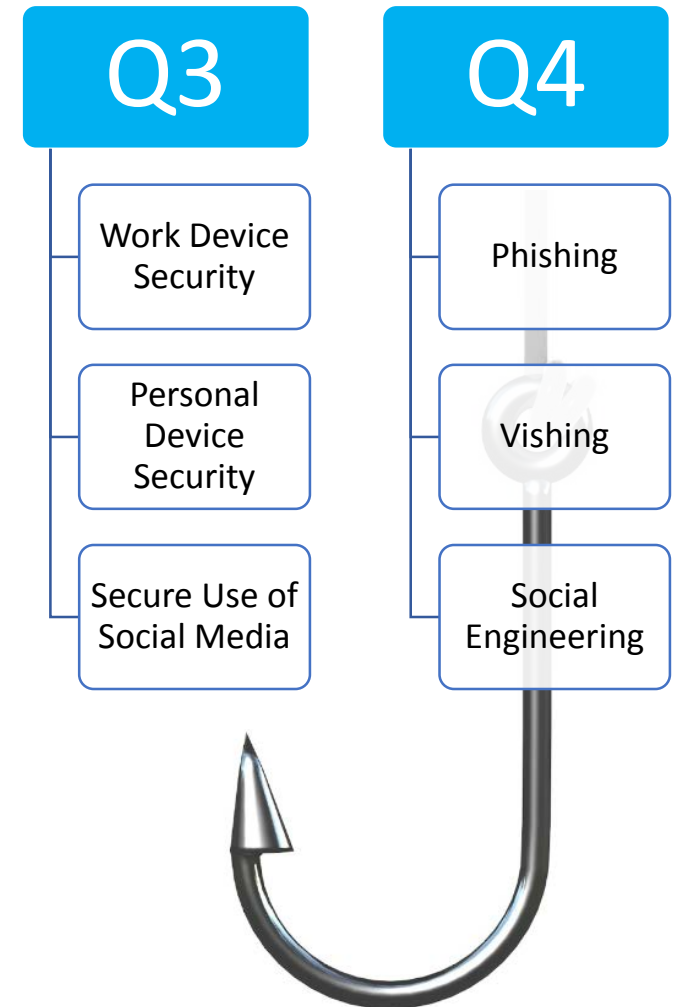 Q3
Work Device
Security
Personal
Device
Security
Secure Use of
Social Media
Q4
Phishing
Vishing
Social
Engineering